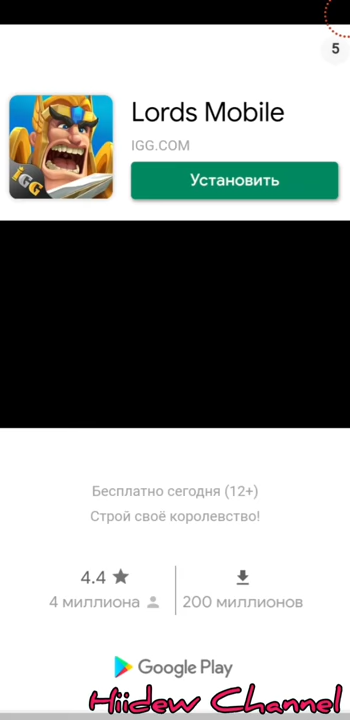 5
Lords Mobile
IGG.COM
Установить
IGG
Бесплатно сегодня (12+)
Строй своё королевство!
4.4
4 миллиона
200 миллионов
Google Play
Hiidew Channel